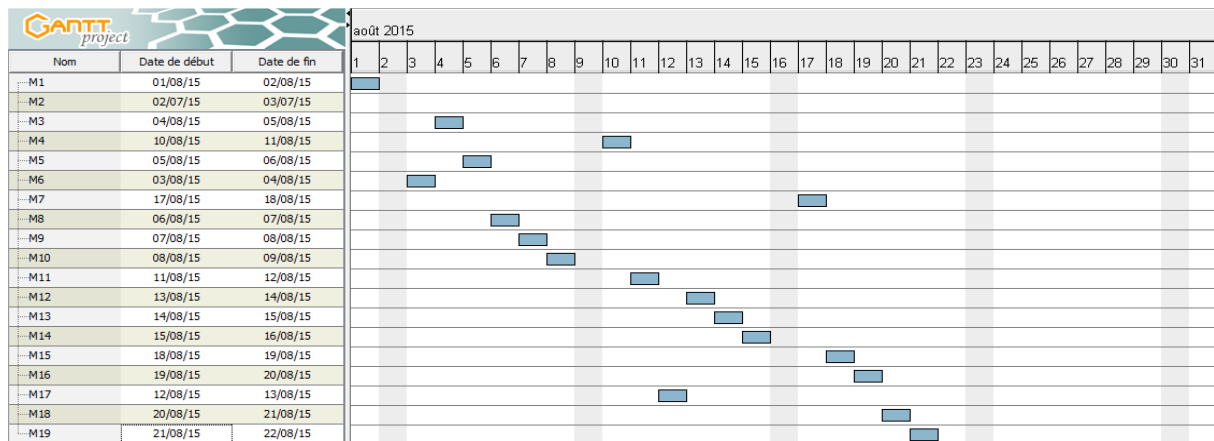 GANTT
project
août 2015
Nom Date de début Date de fin 1 2 3 4 5 6 7 8 9 10 11 12 13 14 15 16 17 18 19 20 21 22 23 24 25 26 27 28 29 30 31
M1 01/08/15 02/08/15
M2 02/07/15 03/07/15
M3 04/08/15 05/08/15
M4 10/08/15 11/08/15
M5 05/08/15 06/08/15
M6 03/08/15 04/08/15
M7 17/08/15 18/08/15
M8 06/08/15 07/08/15
M9 07/08/15 08/08/15
M10 08/08/15 09/08/15
M11 11/08/15 12/08/15
M12 13/08/15 14/08/15
M13 14/08/15 15/08/15
M14 15/08/15 16/08/15
M15 18/08/15 19/08/15
M16 19/08/15 20/08/15
M17 12/08/15 13/08/15
M18 20/08/15 21/08/15
M19 21/08/15 22/08/15